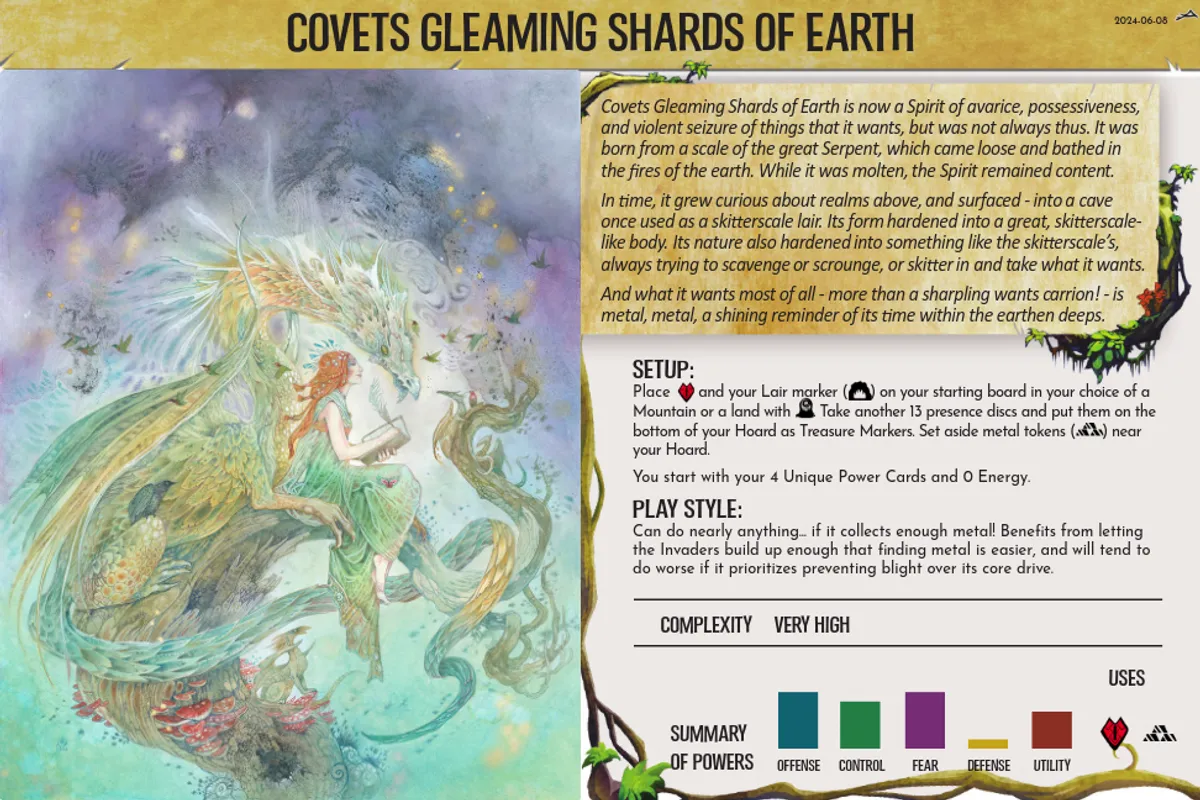 COVETS GLEAMING SHARDS OF EARTH
2024-06-08
Covets Gleaming Shards of Earth is now a Spirit of avarice, possessiveness,
and violent seizure of things that it wants, but was not always thus. It was
born from a scale of the great Serpent, which came loose and bathed in
the fires of the earth. While it was molten, the Spirit remained content.
In time, it grew curious about realms above, and surfaced - into a cave
once used as a skitterscale lair. Its form hardened into a great, skitterscale-
like body. Its nature also hardened into something like the skitterscale's,
always trying to scavenge or scrounge, or skitter in and take what it wants.
And what it wants most of all - more than a sharpling wants carrion! - is
metal, metal, a shining reminder of its time within the earthen deeps.
SETUP:
Place and your Lair marker ( ) on your starting board in your choice of a
Mountain or a land with Take another 13 presence discs and put them on the
bottom of your Hoard as Treasure Markers. Set aside metal tokens ( ) near
your Hoard.
You start with your 4 Unique Power Cards and 0 Energy.
PLAY STYLE:
Can do nearly anything... if it collects enough metal! Benefits from letting
the Invaders build up enough that finding metal is easier, and will tend to
do worse if it prioritizes preventing blight over its core drive.
COMPLEXITY VERY HIGH
USES
SUMMARY
OF POWERS
OFFENSE CONTROL FEAR DEFENSE UTILITY